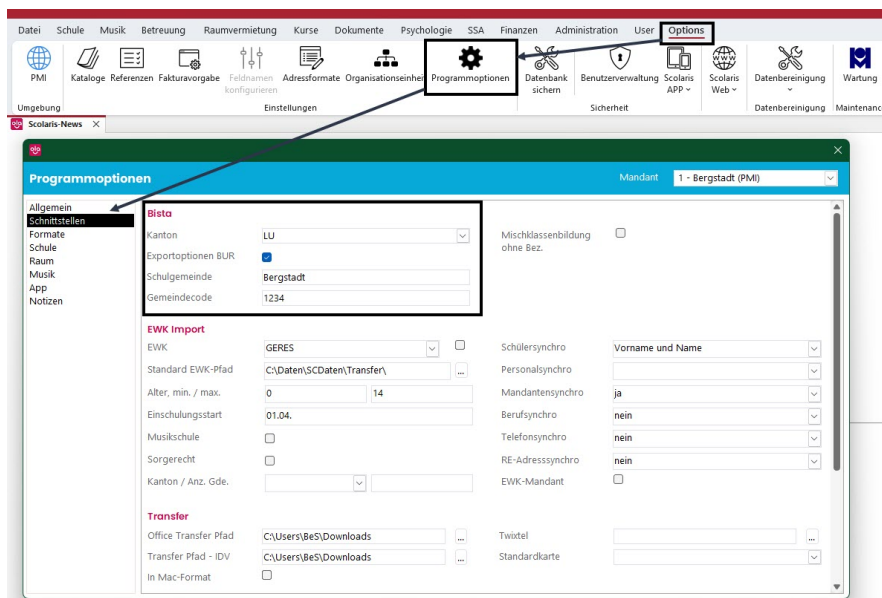 Datei Schule Musik Betreuung Raumvermietung Kurse Dokumente Psychologie SSA Finanzen Administration User Options
PMI Kataloge Referenzen Fakturavorgabe Feldnamen konfigurieren Adressformate Organisationseinhei Programmoptionen Datenbank sichern Benutzerverwaltung Scolaris APP Scolaris Web Datenbereinigung Wartung
Umgebung Einstellungen Sicherheit Datenbereinigung Maintenanc
Scolaris-News
Programmoptionen Mandant 1 - Bergstadt (PMI)
Allgemein
Schnittstellen
Formate
Schule
Raum
Musik
App
Notizen
Bista
Kanton LU Mischklassenbildung ohne Bez.
Exportoptionen BUR
Schulgemeinde Bergstadt
Gemeindecode 1234
EWK Import
EWK GERES Schülersynchro Vorname und Name
Standard EWK-Pfad C:\Daten\SCDaten\Transfer\ ... Personalsynchro
Alter, min. / max. 0 14 Mandantensynchro ja
Einschulungsstart 01.04. Berufsynchro nein
Musikschule Telefonsynchro nein
Sorgerecht RE-Adresssynchro nein
Kanton / Anz. Gde. EWK-Mandant
Transfer
Office Transfer Pfad C:\Users\BeS\Downloads ... Twixtel ...
Transfer Pfad - IDV C:\Users\BeS\Downloads ... Standardkarte
In Mac-Format